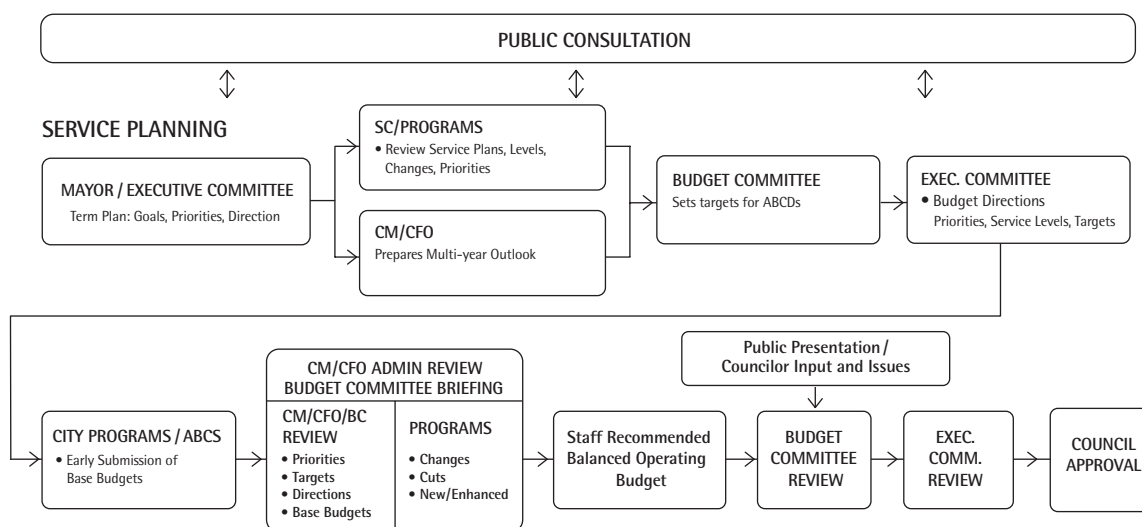 PUBLIC CONSULTATION
SERVICE PLANNING
MAYOR / EXECUTIVE COMMITTEE
Term Plan: Goals, Priorities, Direction
SC/PROGRAMS
• Review Service Plans, Levels,
Changes, Priorities
CM/CFO
Prepares Multi-year Outlook
BUDGET COMMITTEE
Sets targets for ABCDs
EXEC. COMMITTEE
• Budget Directions
Priorities, Service Levels, Targets
CITY PROGRAMS / ABCS
• Early Submission of
Base Budgets
CM/CFO ADMIN REVIEW
BUDGET COMMITTEE BRIEFING
CM/CFO/BC
REVIEW
• Priorities
• Targets
• Directions
• Base Budgets
PROGRAMS
• Changes
• Cuts
• New/Enhanced
Staff Recommended
Balanced Operating
Budget
Public Presentation /
Councilor Input and Issues
BUDGET
COMMITTEE
REVIEW
EXEC.
COMM.
REVIEW
COUNCIL
APPROVAL